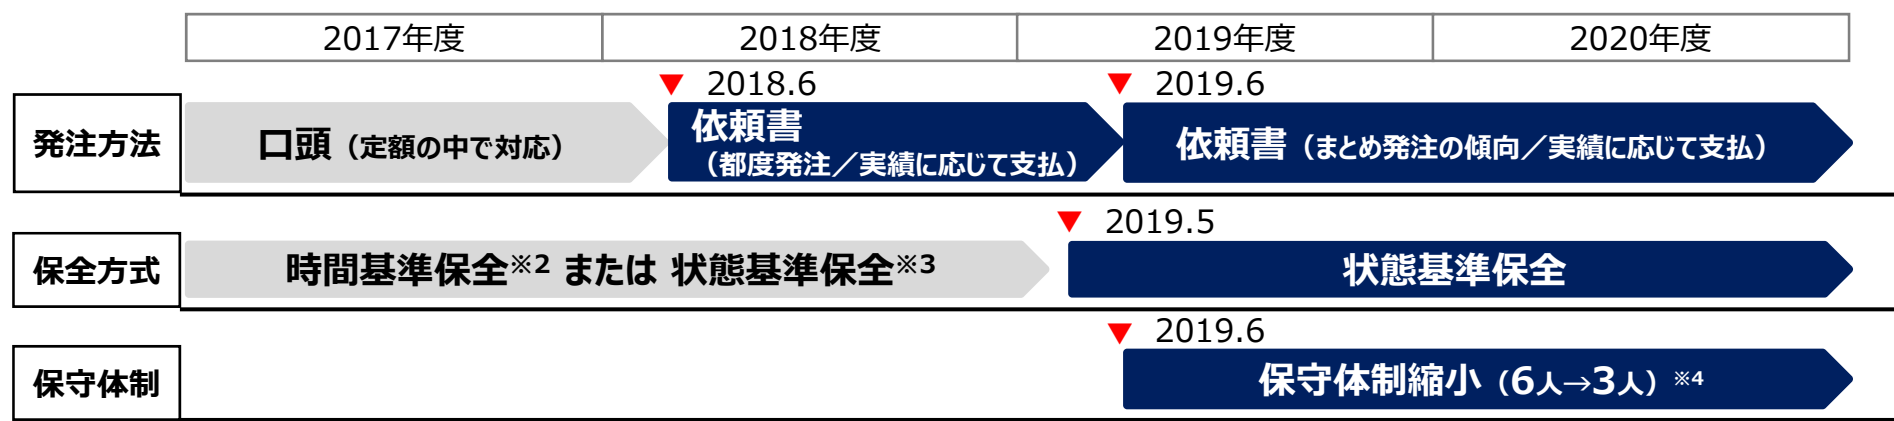 2017年度 2018年度 2019年度 2020年度
▼ 2018.6 ▼ 2019.6
発注方法
口頭（定額の中で対応）
依頼書
（都度発注／実績に応じて支払）
依頼書（まとめ発注の傾向／実績に応じて支払）
▼ 2019.5
保全方式
時間基準保全※2 または 状態基準保全※3
状態基準保全
▼ 2019.6
保守体制
保守体制縮小（6人→3人）※4